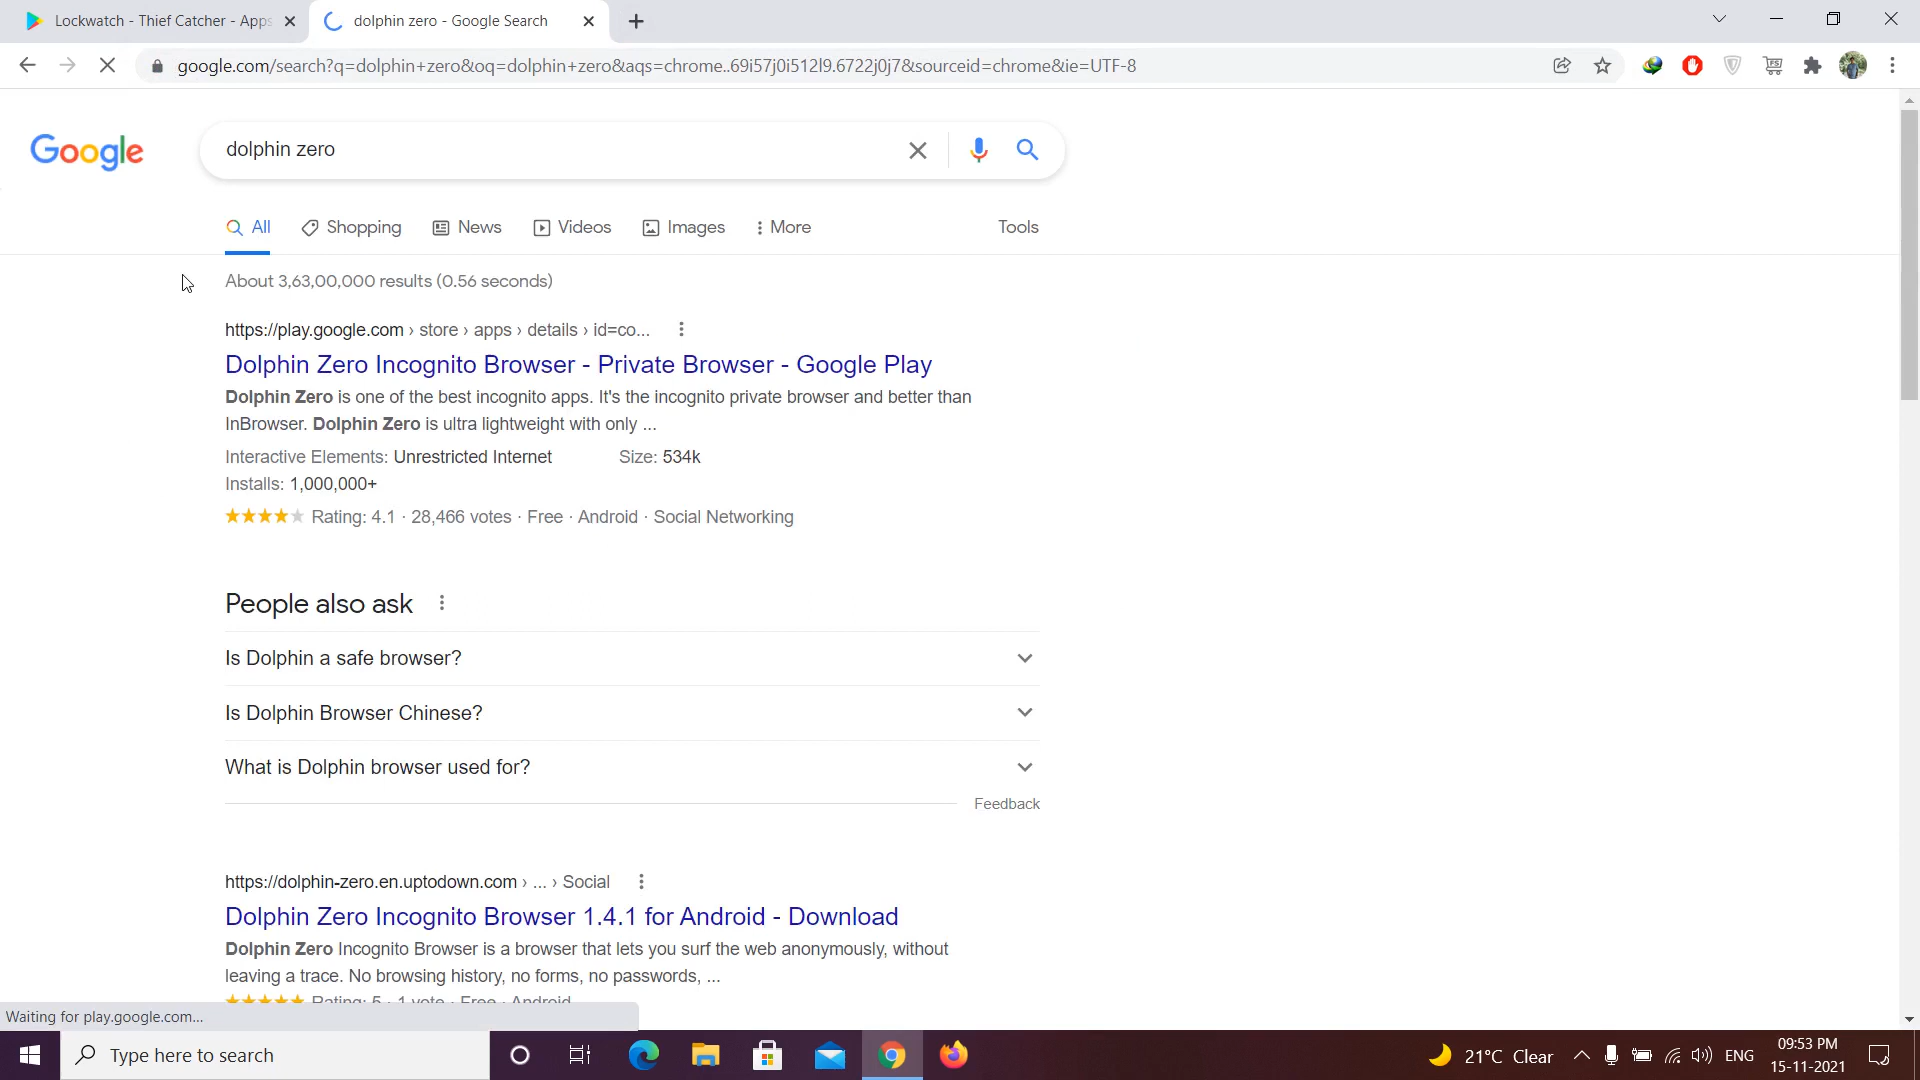 Lockwatch - Thief Catcher - Apps
dolphin zero - Google Search
google.com/search?q=dolphin+zero&oq=dolphin+zero&aqs=chrome..69i57j0i512l9.6722j0j7&sourceid=chrome&ie=UTF-8
Google
dolphin zero
All
Shopping
News
Videos
Images
More
Tools
About 3,63,00,000 results (0.56 seconds)
https://play.google.com › store › apps › details › id=co...
Dolphin Zero Incognito Browser - Private Browser - Google Play
Dolphin Zero is one of the best incognito apps. It's the incognito private browser and better than
InBrowser. Dolphin Zero is ultra lightweight with only ...
Interactive Elements: Unrestricted Internet
Size: 534k
Installs: 1,000,000+
Rating: 4.1 · 28,466 votes · Free · Android · Social Networking
People also ask
Is Dolphin a safe browser?
Is Dolphin Browser Chinese?
What is Dolphin browser used for?
Feedback
https://dolphin-zero.en.uptodown.com › ... › Social
Dolphin Zero Incognito Browser 1.4.1 for Android - Download
Dolphin Zero Incognito Browser is a browser that lets you surf the web anonymously, without
leaving a trace. No browsing history, no forms, no passwords, ...
Rating: 5 · 1 vote · Free · Android
Waiting for play.google.com...
Type here to search
21°C Clear
ENG
09:53 PM
15-11-2021